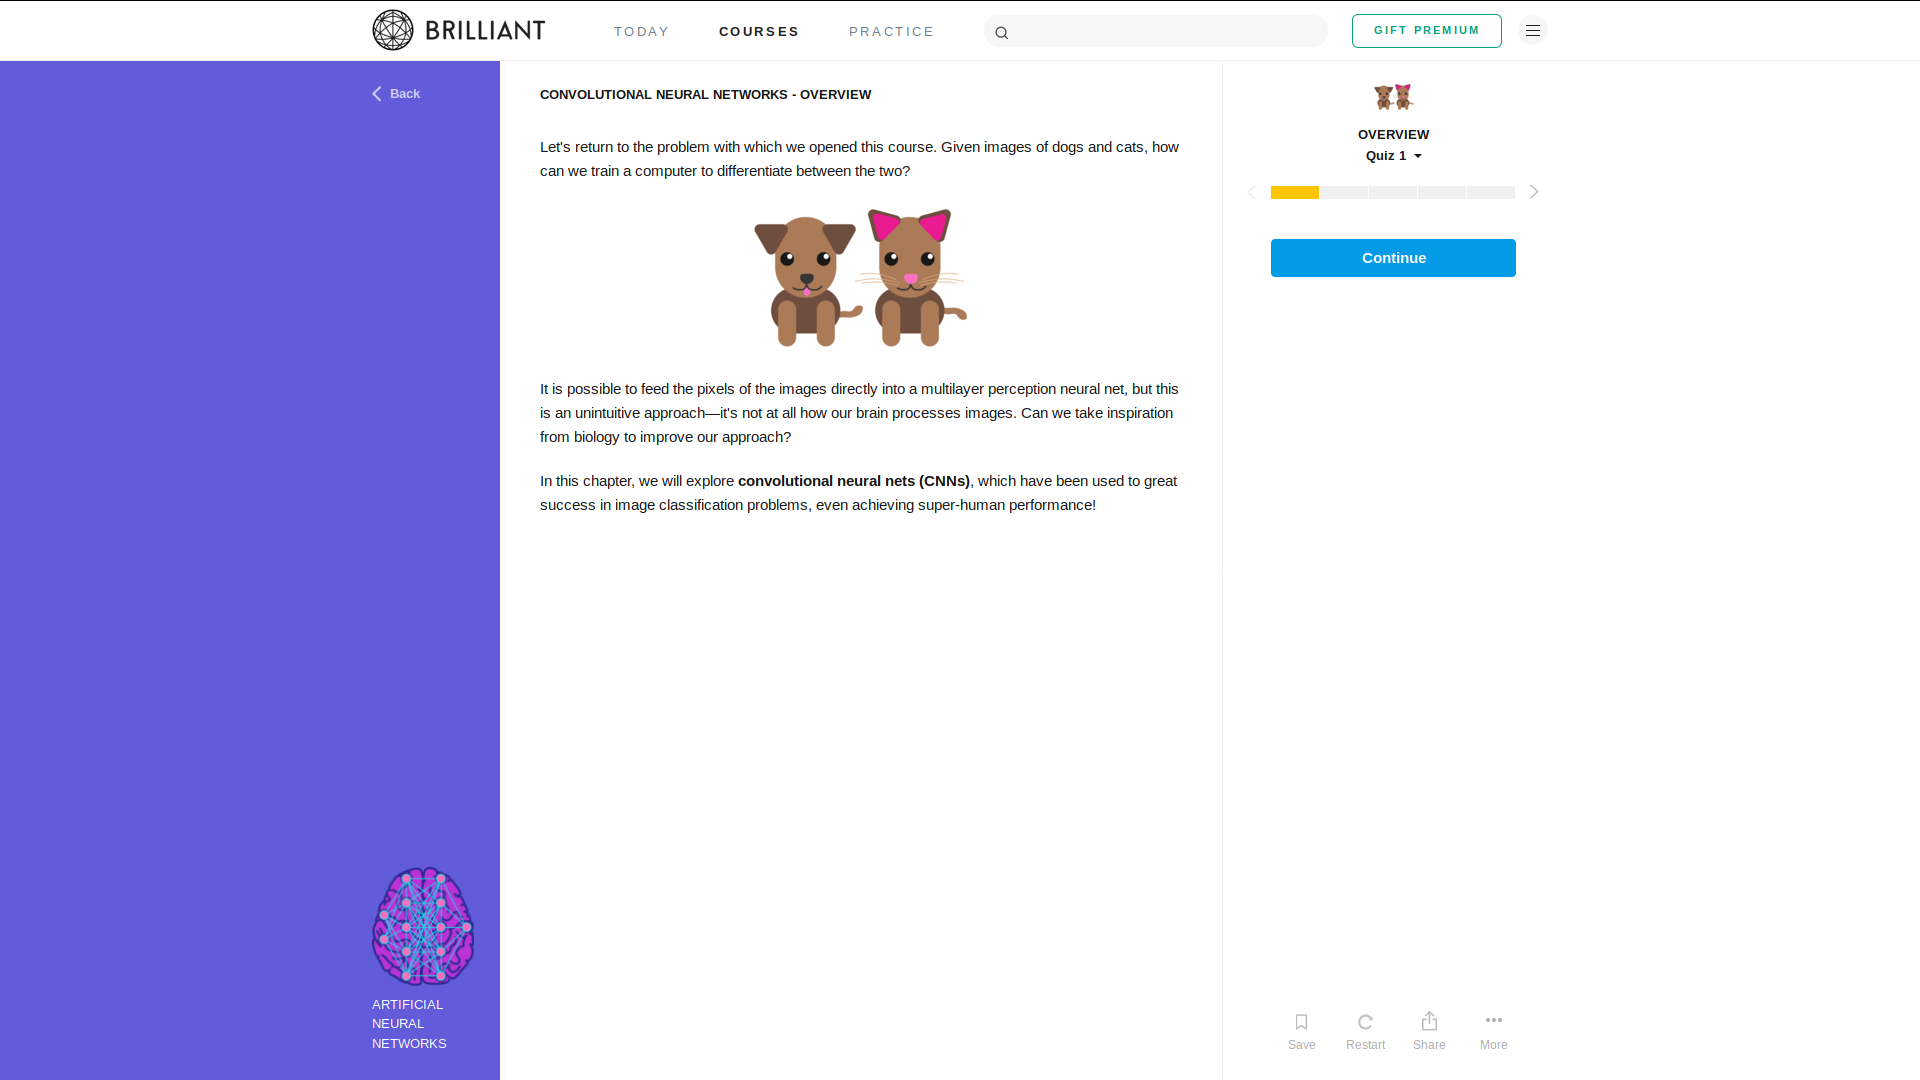 BRILLIANT
TODAY
COURSES
PRACTICE
GIFT PREMIUM
Back
CONVOLUTIONAL NEURAL NETWORKS - OVERVIEW
Let's return to the problem with which we opened this course. Given images of dogs and cats, how
can we train a computer to differentiate between the two?
It is possible to feed the pixels of the images directly into a multilayer perception neural net, but this
is an unintuitive approach—it's not at all how our brain processes images. Can we take inspiration
from biology to improve our approach?
In this chapter, we will explore convolutional neural nets (CNNs), which have been used to great
success in image classification problems, even achieving super-human performance!
OVERVIEW
Quiz 1
Continue
ARTIFICIAL
NEURAL
NETWORKS
Save
Restart
Share
More